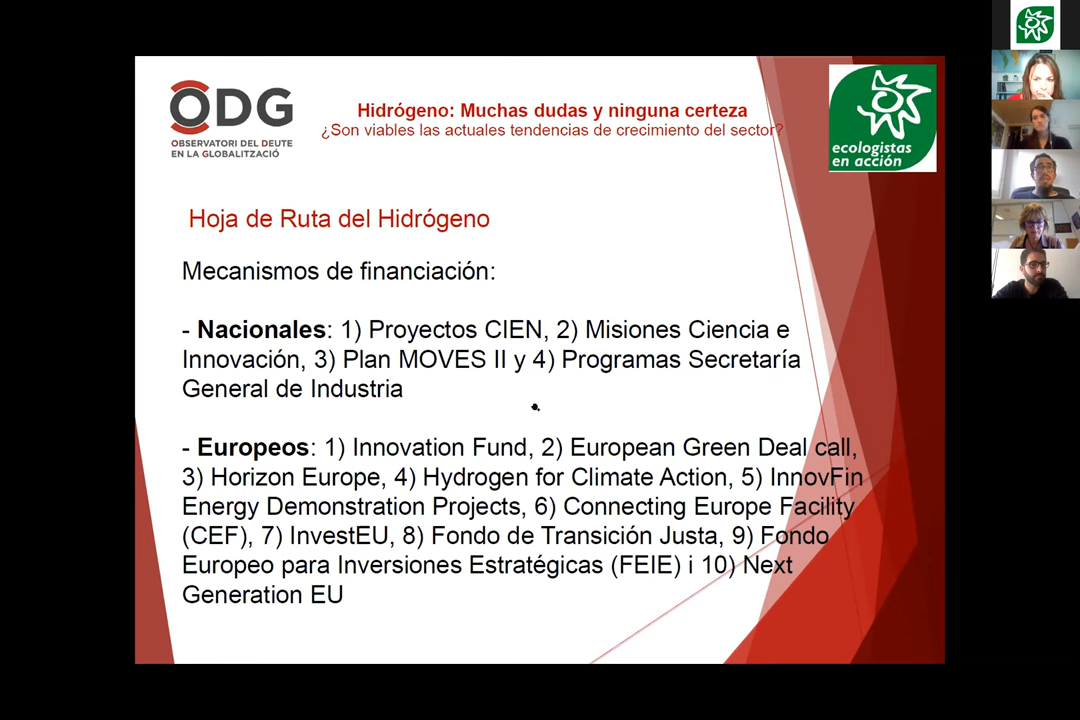 ODG
OBSERVATORI DEL DEUTE
EN LA GLOBALITZACIÓ
Hidrógeno: Muchas dudas y ninguna certeza
¿Son viables las actuales tendencias de crecimiento del sector?
ecologistas
en acción
Hoja de Ruta del Hidrógeno
Mecanismos de financiación:
- Nacionales: 1) Proyectos CIEN, 2) Misiones Ciencia e
Innovación, 3) Plan MOVES II y 4) Programas Secretaría
General de Industria
- Europeos: 1) Innovation Fund, 2) European Green Deal call,
3) Horizon Europe, 4) Hydrogen for Climate Action, 5) InnovFin
Energy Demonstration Projects, 6) Connecting Europe Facility
(CEF), 7) InvestEU, 8) Fondo de Transición Justa, 9) Fondo
Europeo para Inversiones Estratégicas (FEIE) i 10) Next
Generation EU